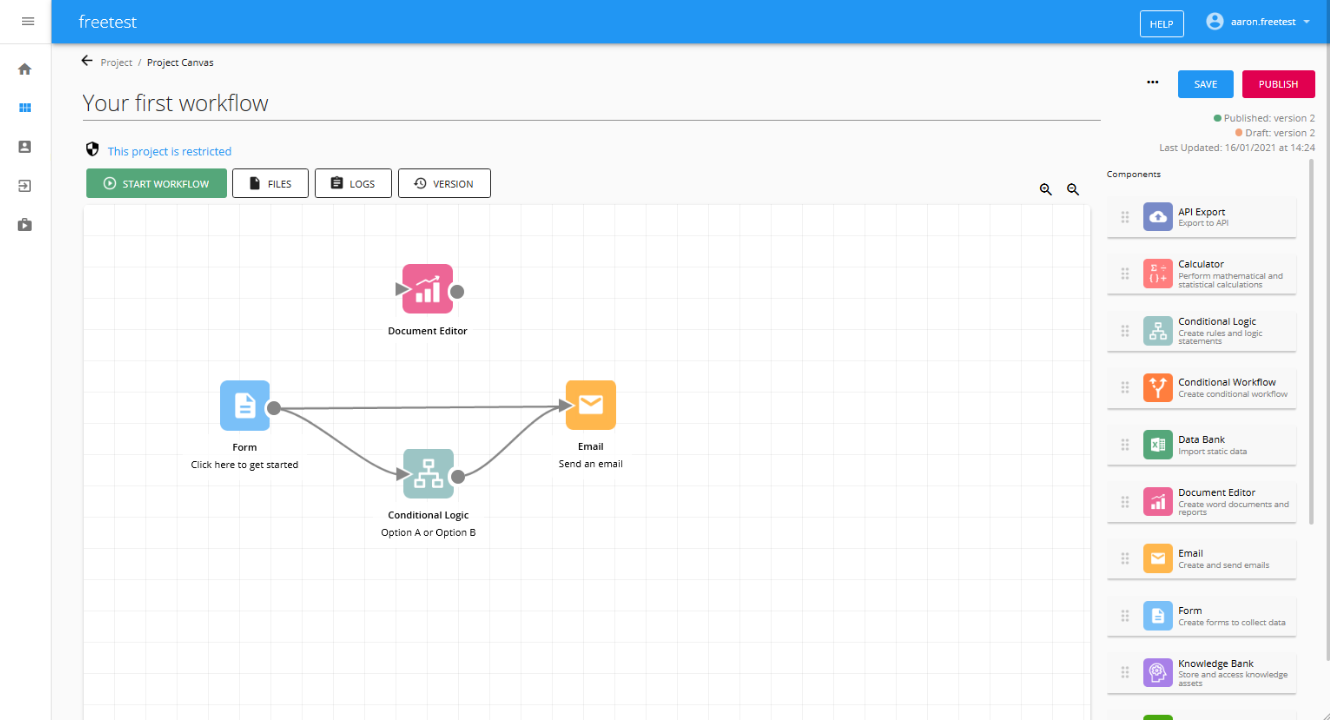 freetest
HELP
aaron.freetest
Project / Project Canvas
SAVE
PUBLISH
Your first workflow
Published: version 2
Draft: version 2
Last Updated: 16/01/2021 at 14:24
This project is restricted
START WORKFLOW
FILES
LOGS
VERSION
Document Editor
Form
Click here to get started
Email
Send an email
Conditional Logic
Option A or Option B
Components
API Export
Export to API
Calculator
Perform mathematical and
statistical calculations
Conditional Logic
Create rules and logic
statements
Conditional Workflow
Create conditional workflow
Data Bank
Import static data
Document Editor
Create word documents and
reports
Email
Create and send emails
Form
Create forms to collect data
Knowledge Bank
Store and access knowledge
assets